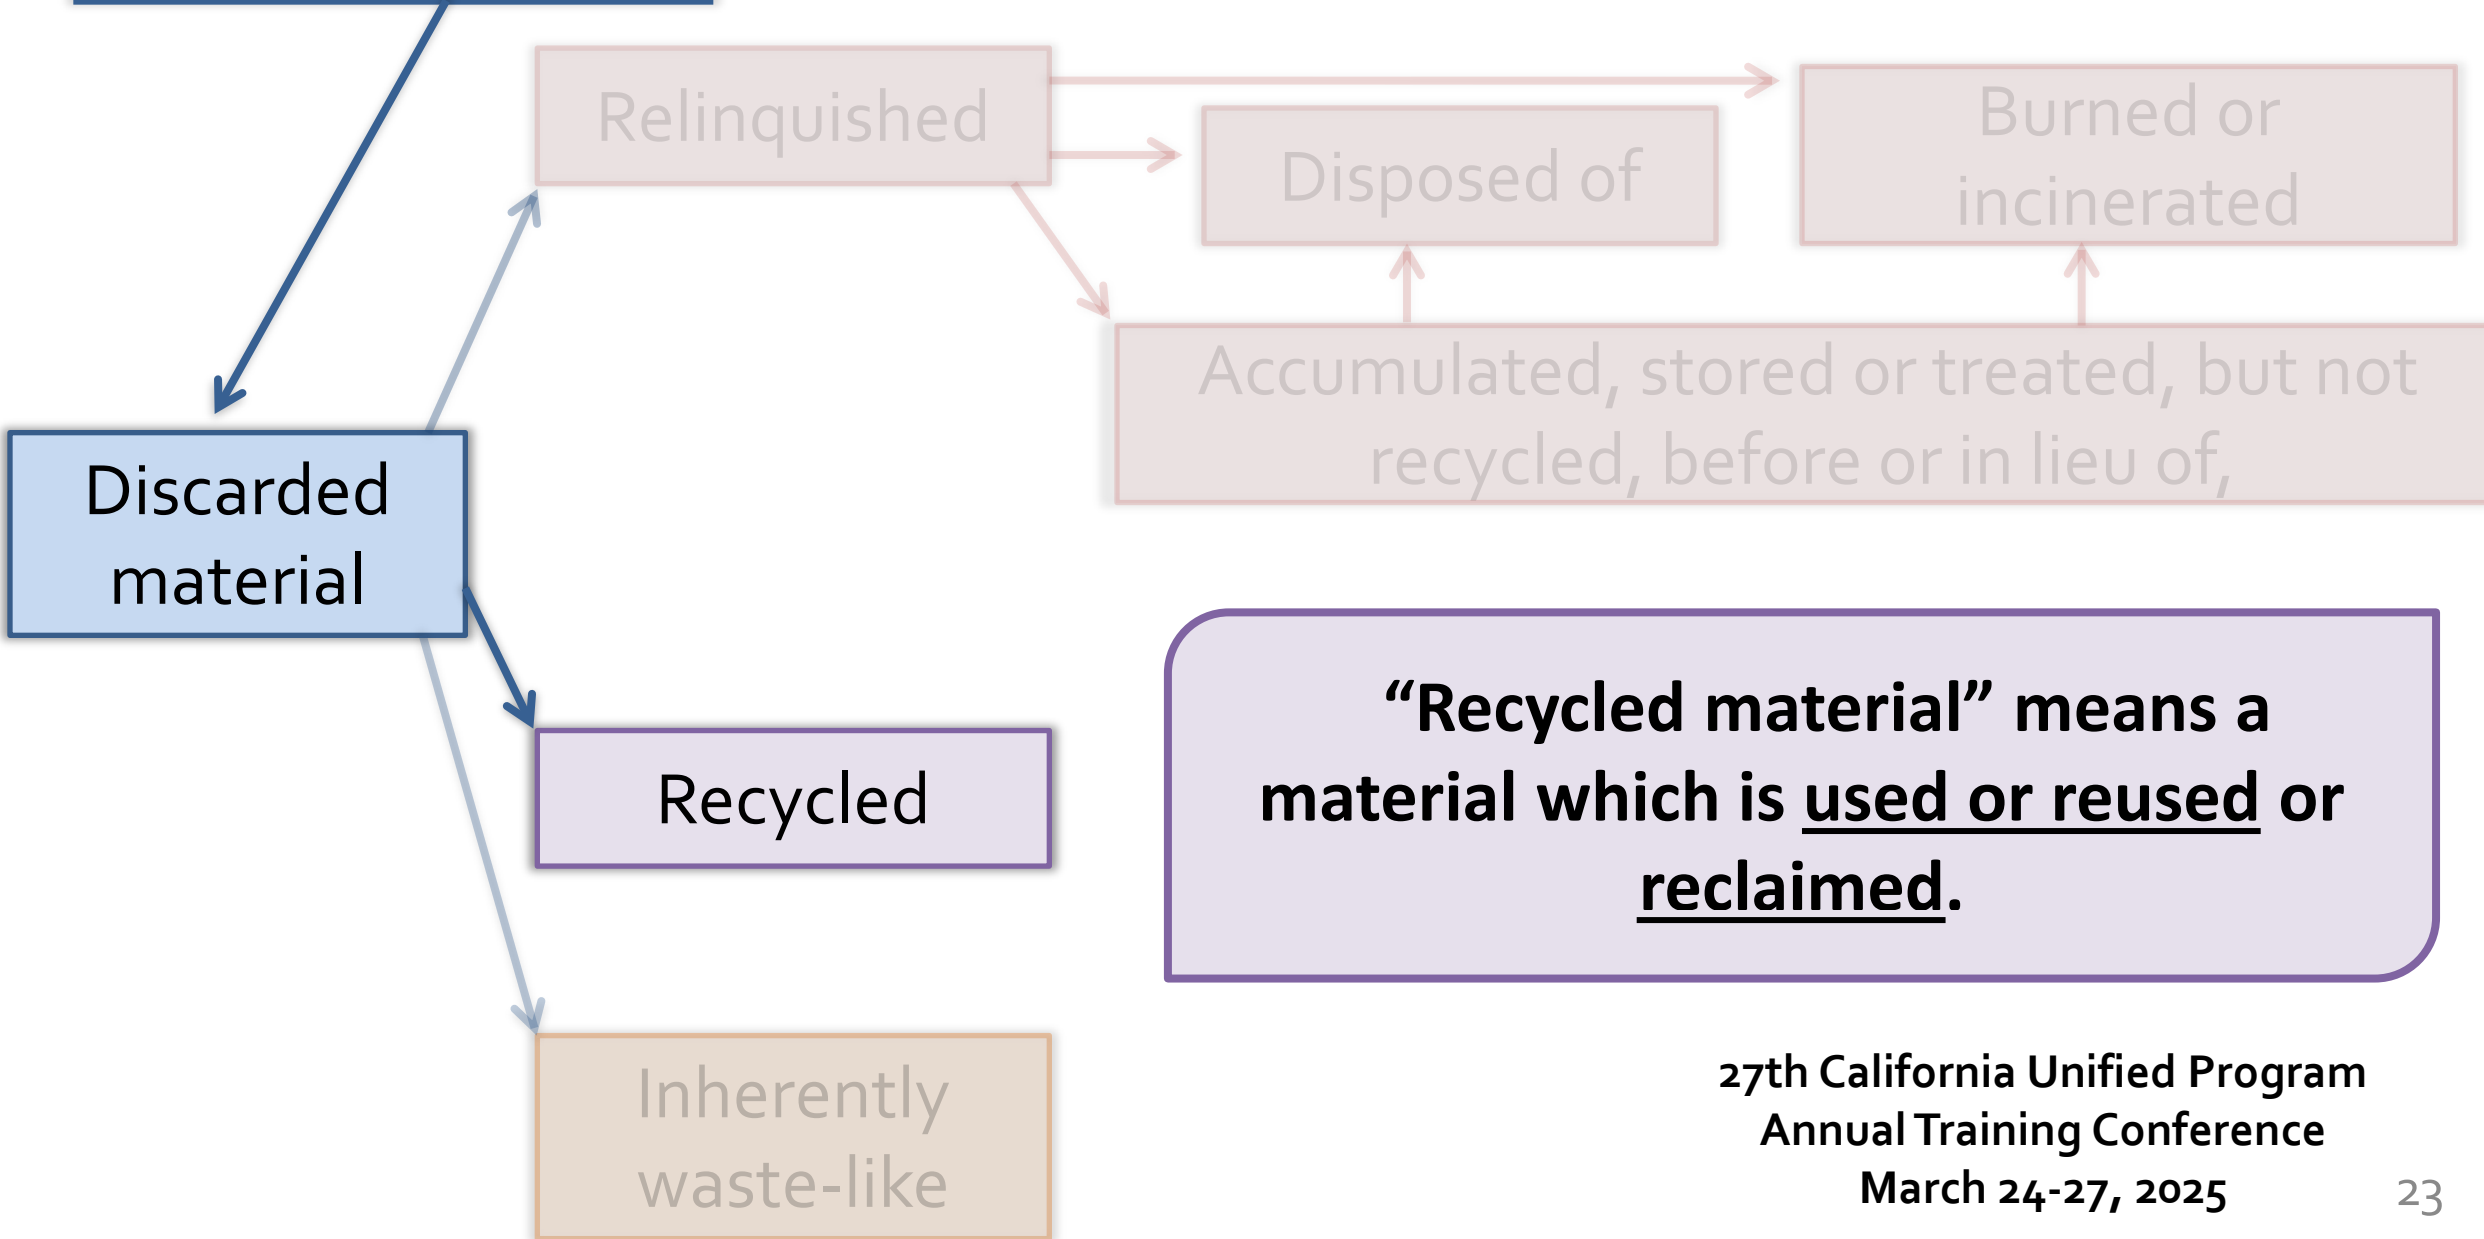 Relinquished
Burned or
incinerated
Disposed of
Accumulated, stored or treated, but not
recycled, before or in lieu of,
Discarded
material
“Recycled material” means a
material which is used or reused or
reclaimed.
Recycled
Inherently
waste-like
27th California Unified Program
Annual Training Conference
March 24-27, 2025
23